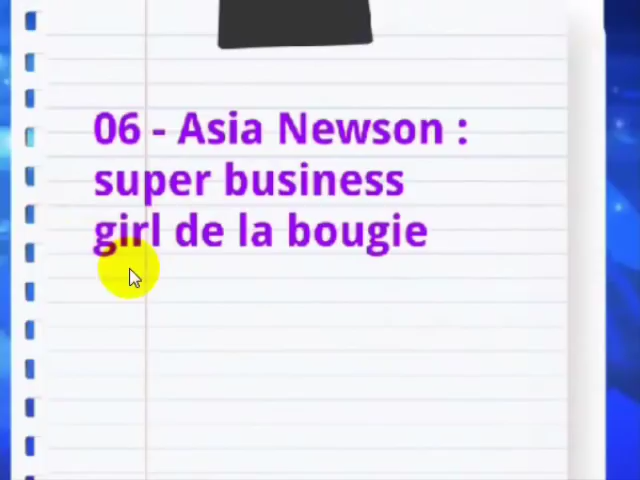 06 - Asia Newson :
super business
girl de la bougie